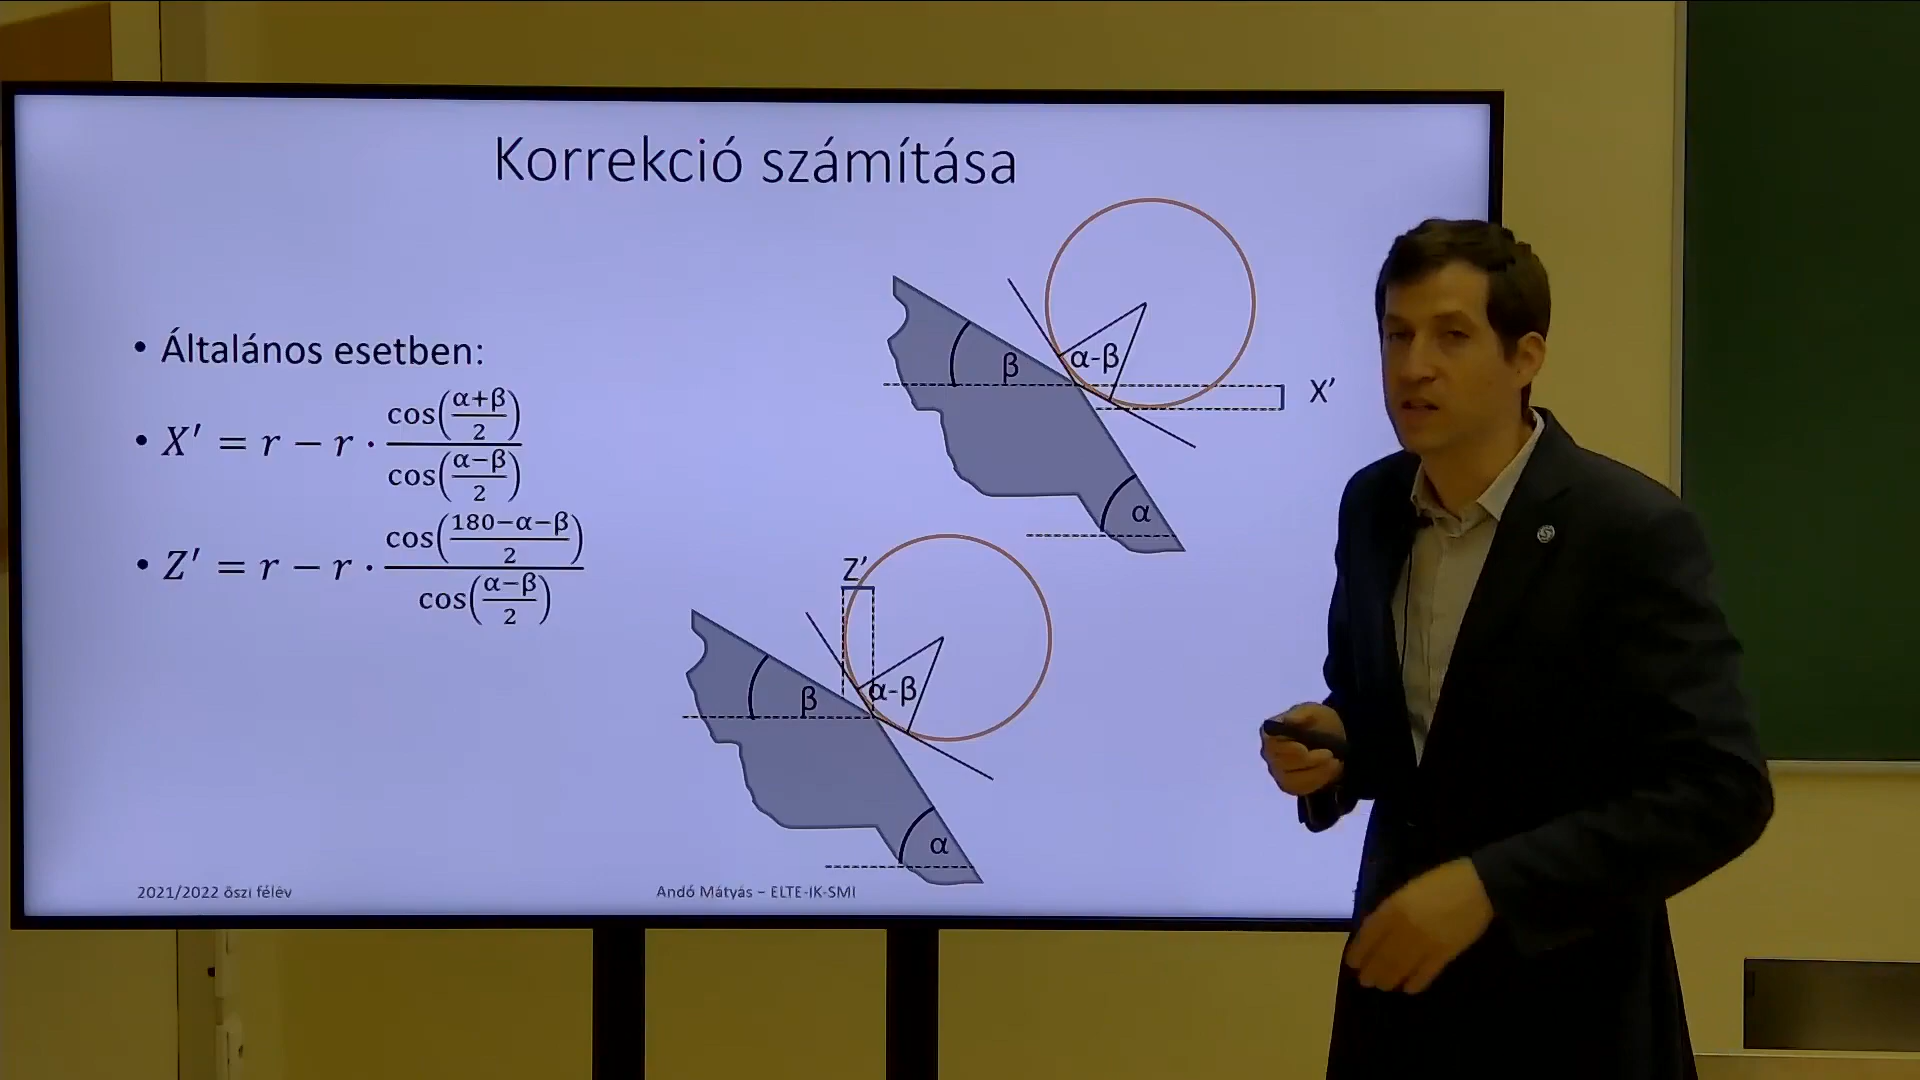 Korrekció számítása
• Általános esetben:
• X′ = r − r · cos((α+β)/2) / cos((α−β)/2)
• Z′ = r − r · cos((180−α−β)/2) / cos((α−β)/2)
β
α-β
X′
α
Z′
β
α-β
α
2021/2022 őszi félév
Andó Mátyás – ELTE-IK-SMI